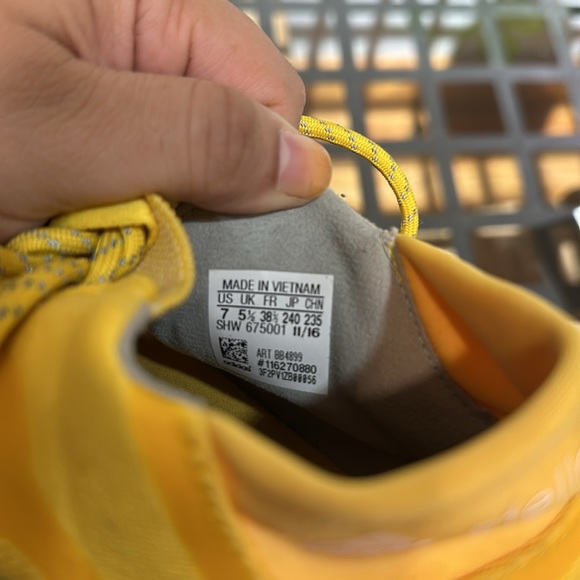 MADE IN VIETNAM
US UK FR JP CHN
7 5½ 38⅔ 240 235
SHW 675001 11/16
ART BB4899
#116270880
adidas 3F2PV1ZB00056